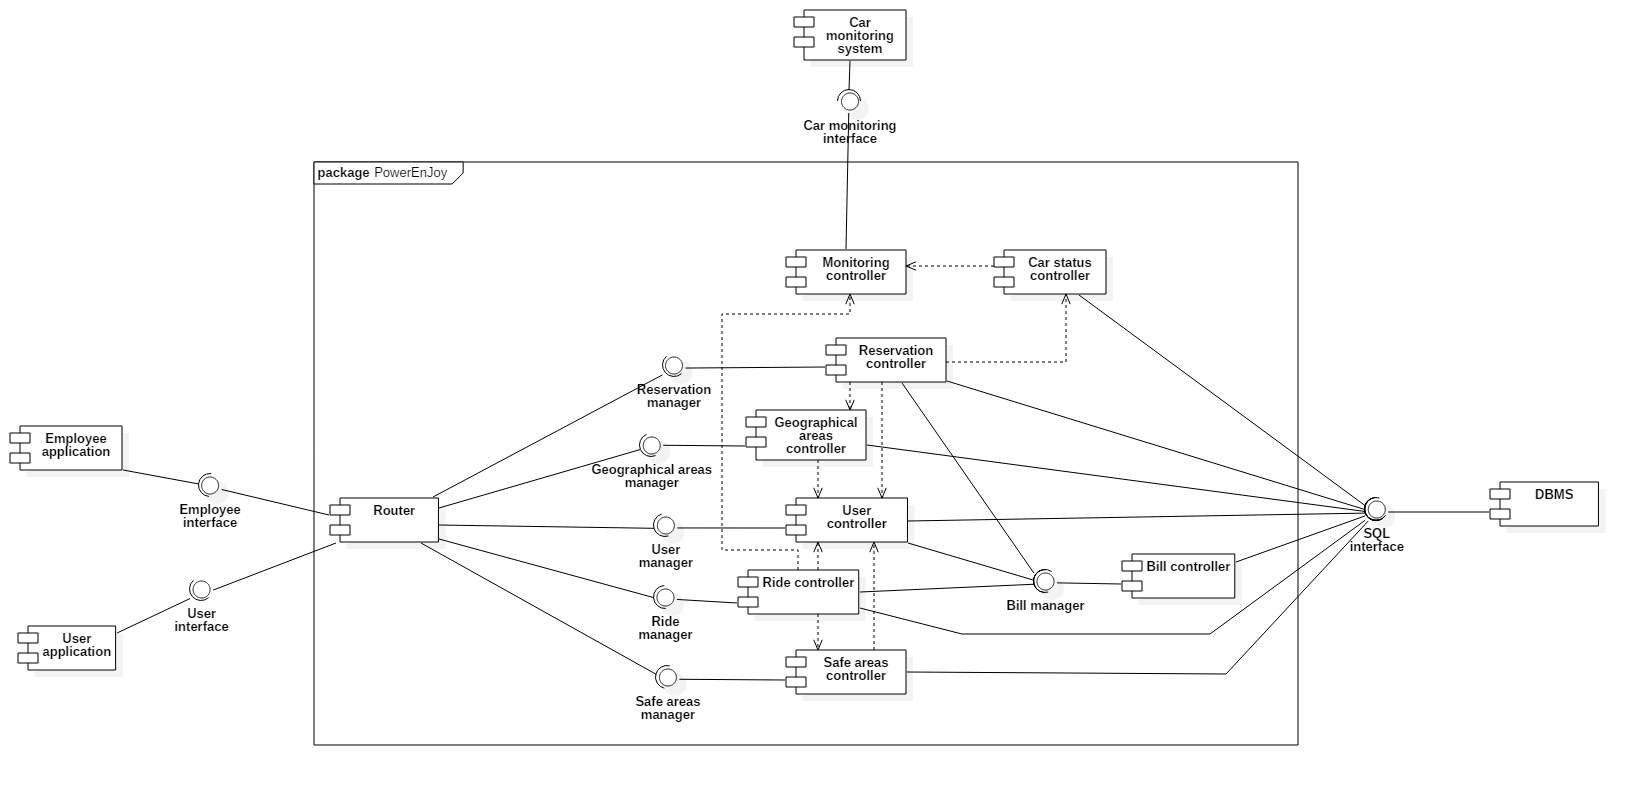 Car
monitoring
system
Car monitoring
interface
package PowerEnJoy
Monitoring
controller
Car status
controller
Reservation
controller
Reservation
manager
Geographical
areas
controller
Geographical areas
manager
Employee
application
Employee
interface
Router
User
controller
User
manager
DBMS
SQL
interface
Ride controller
Bill controller
Bill manager
User
interface
Ride
manager
User
application
Safe areas
controller
Safe areas
manager